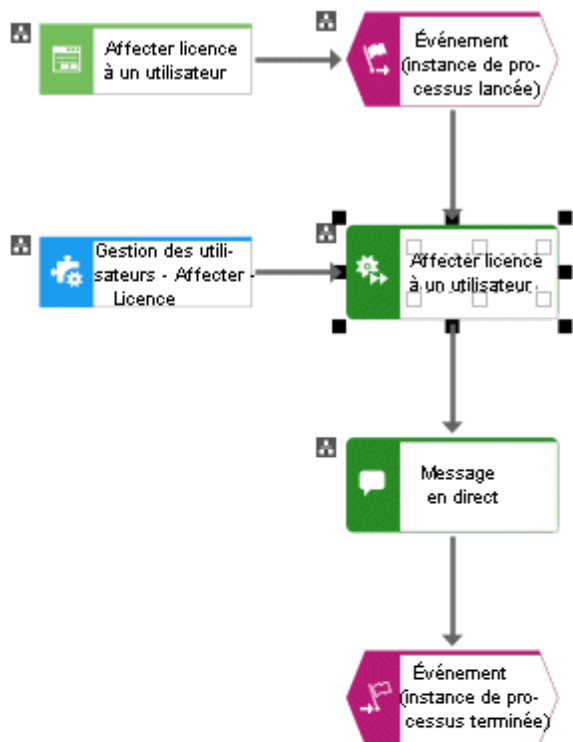 Affecter licence
à un utilisateur
Événement
(instance de pro-
cessus lancée)
Gestion des utili-
sateurs - Affecter -
Licence
Affecter licence
à un utilisateur
Message
en direct
Événement
(instance de pro-
cessus terminée)